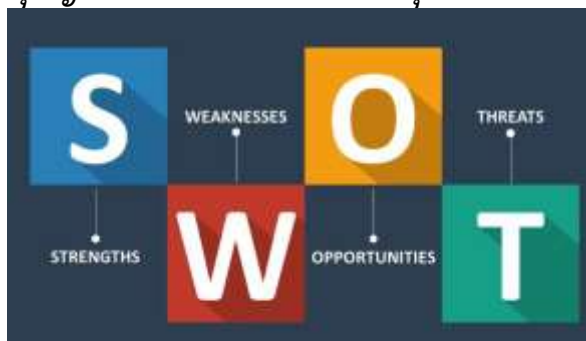 S
WEAKNESSES
O
THREATS
STRENGTHS
W
OPPORTUNITIES
T